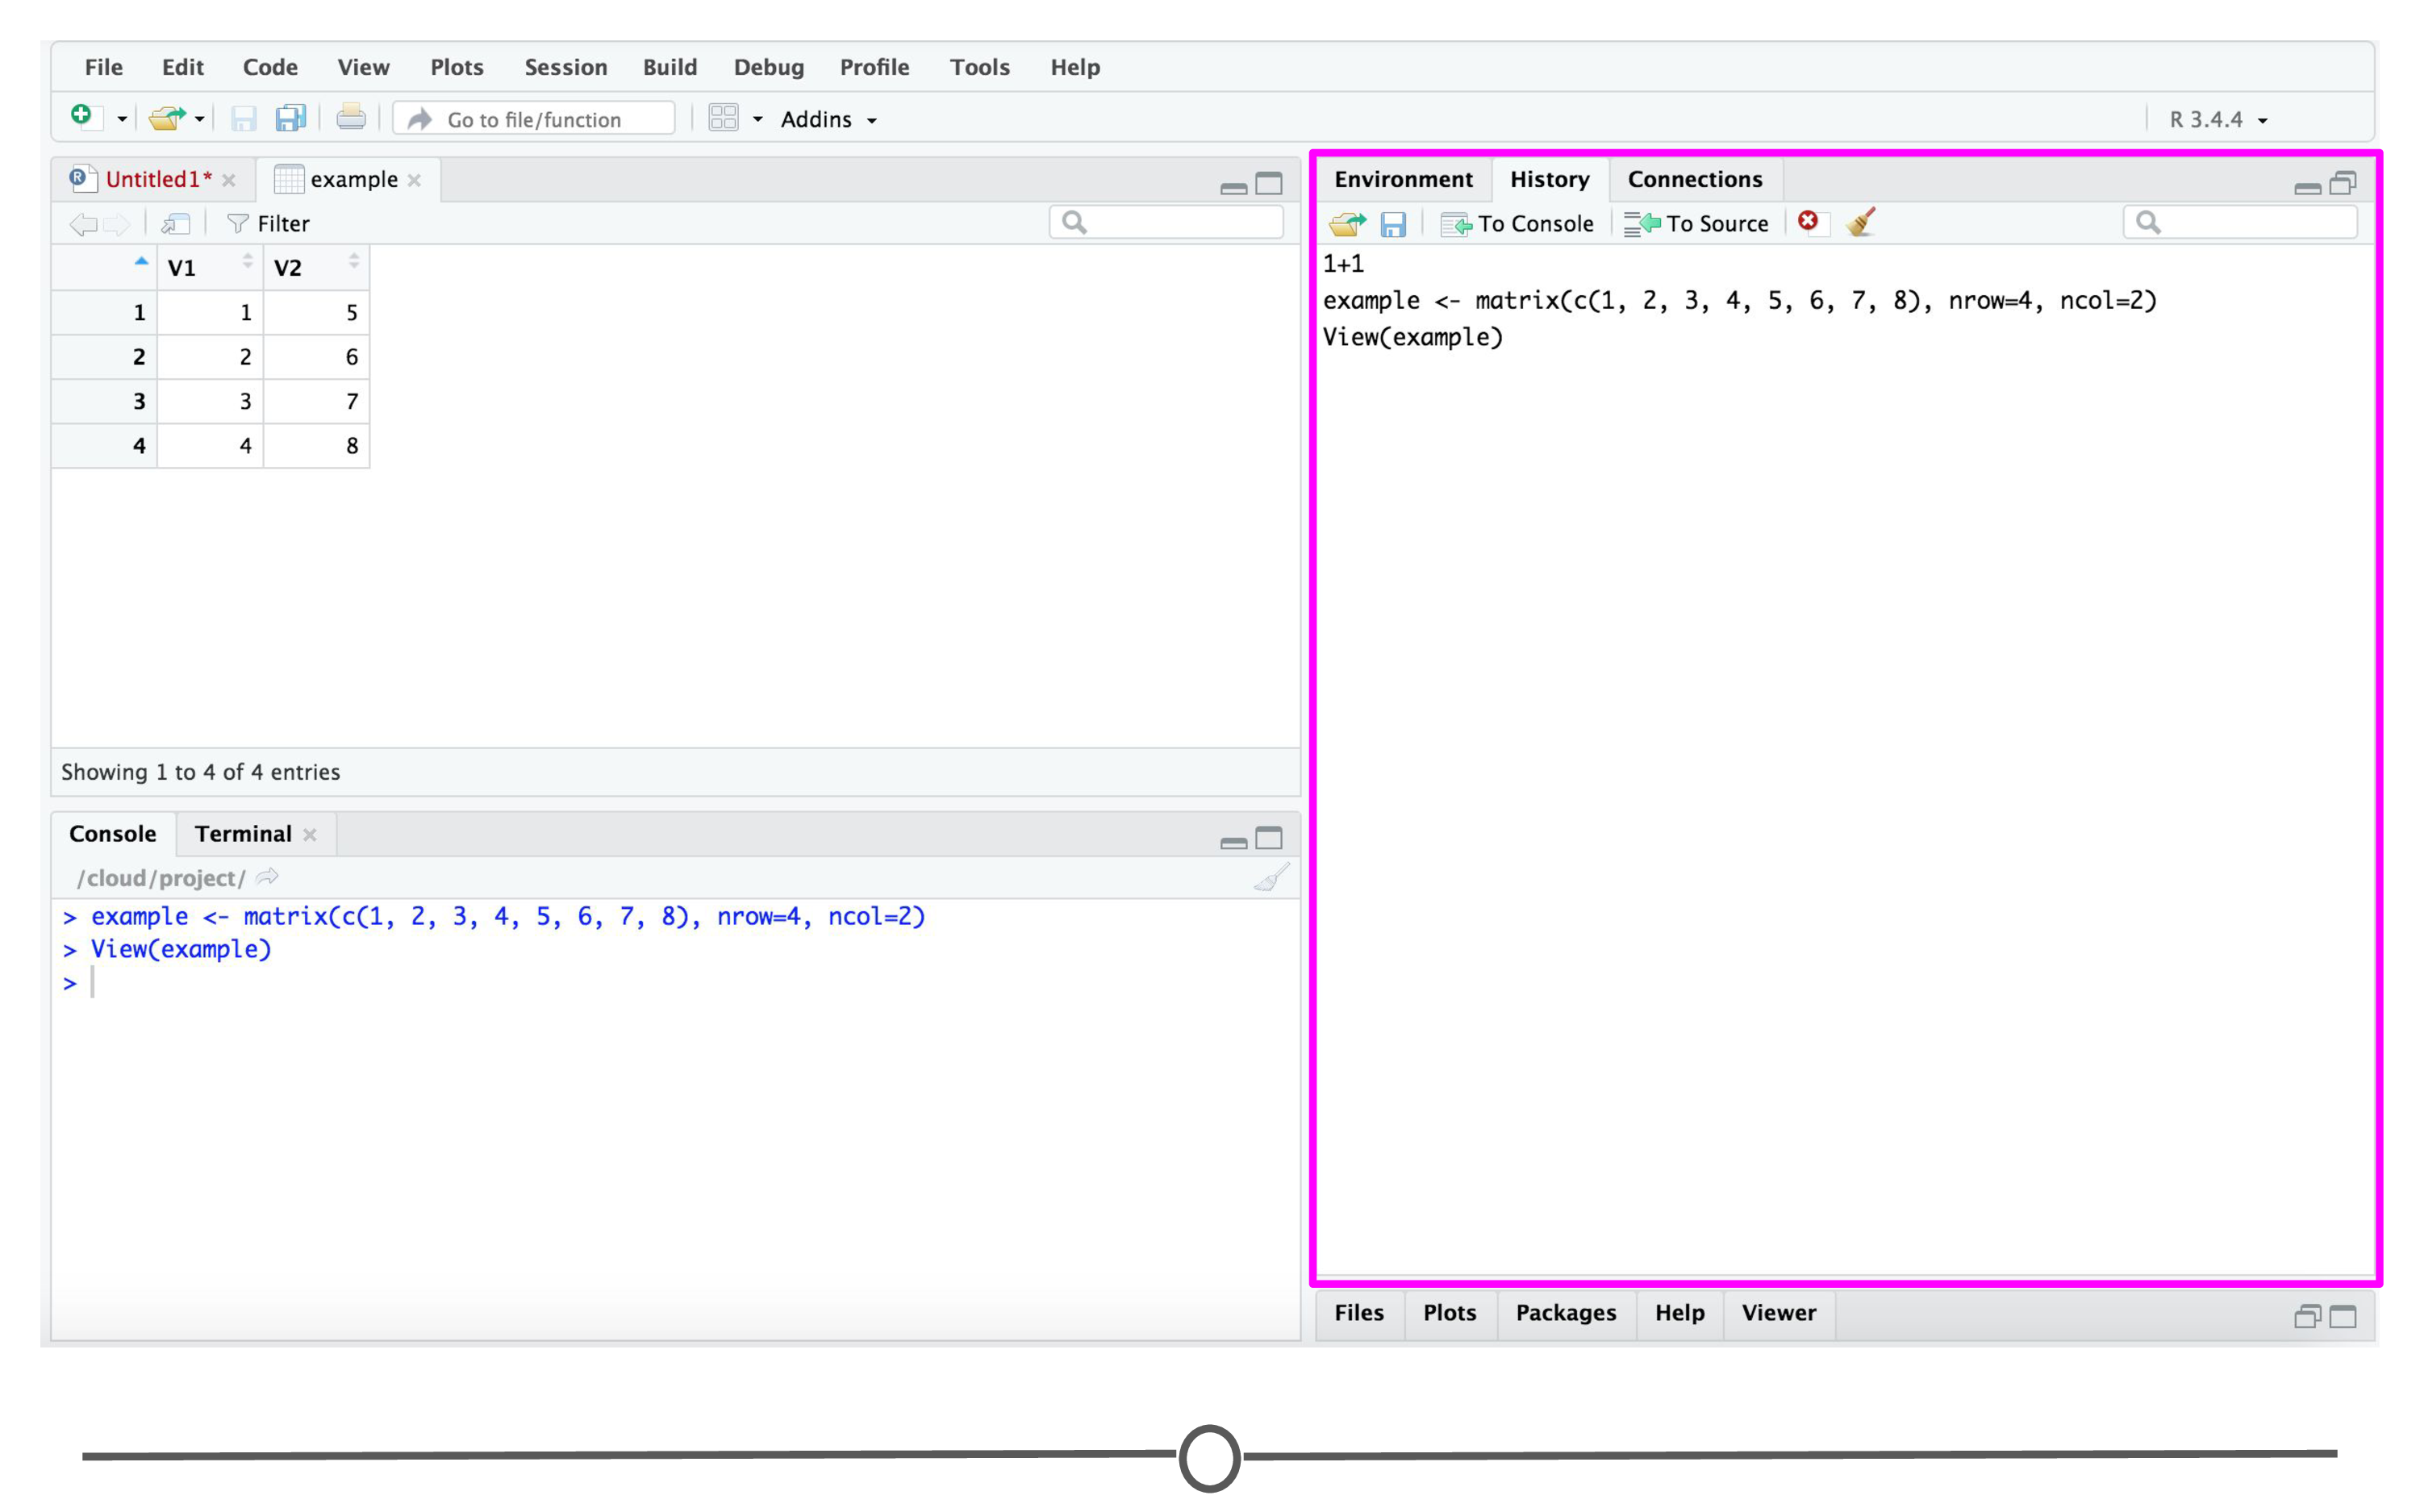 File Edit Code View Plots Session Build Debug Profile Tools Help
Go to file/function Addins R 3.4.4
Untitled1* example
Filter
V1 V2
1 1 5
2 2 6
3 3 7
4 4 8
Showing 1 to 4 of 4 entries
Console Terminal
/cloud/project/
> example <- matrix(c(1, 2, 3, 4, 5, 6, 7, 8), nrow=4, ncol=2)
> View(example)
>
Environment History Connections
To Console To Source
1+1
example <- matrix(c(1, 2, 3, 4, 5, 6, 7, 8), nrow=4, ncol=2)
View(example)
Files Plots Packages Help Viewer